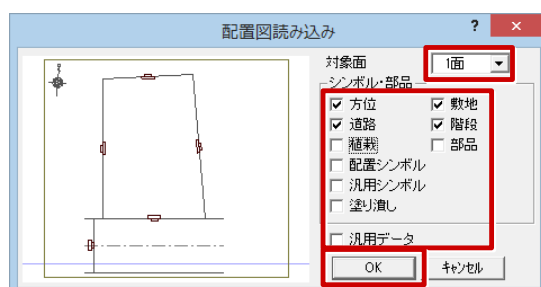 配置図読み込み ? ×
対象面 1面
シンボル・部品
方位 敷地
道路 階段
植栽 部品
配置シンボル
汎用シンボル
塗り潰し
汎用データ
OK キャンセル